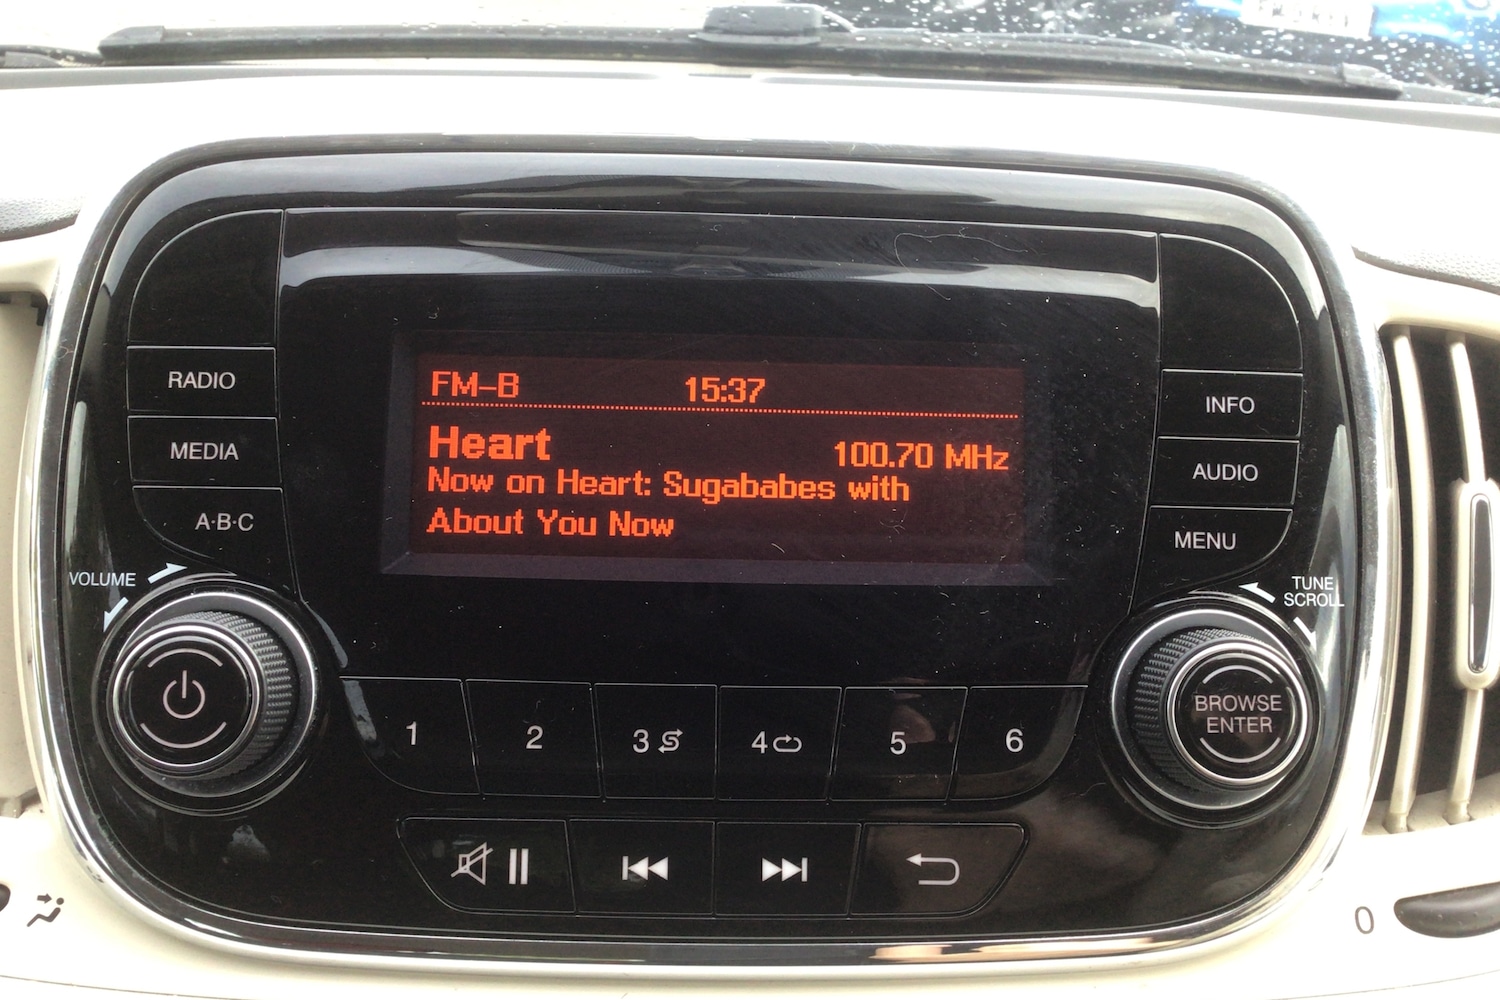 FM-B 15:37
Heart 100.70 MHz
Now on Heart: Sugababes with
About You Now
RADIO
MEDIA
A·B·C
VOLUME
INFO
AUDIO
MENU
TUNE
SCROLL
BROWSE
ENTER
1 2 3 4 5 6
0